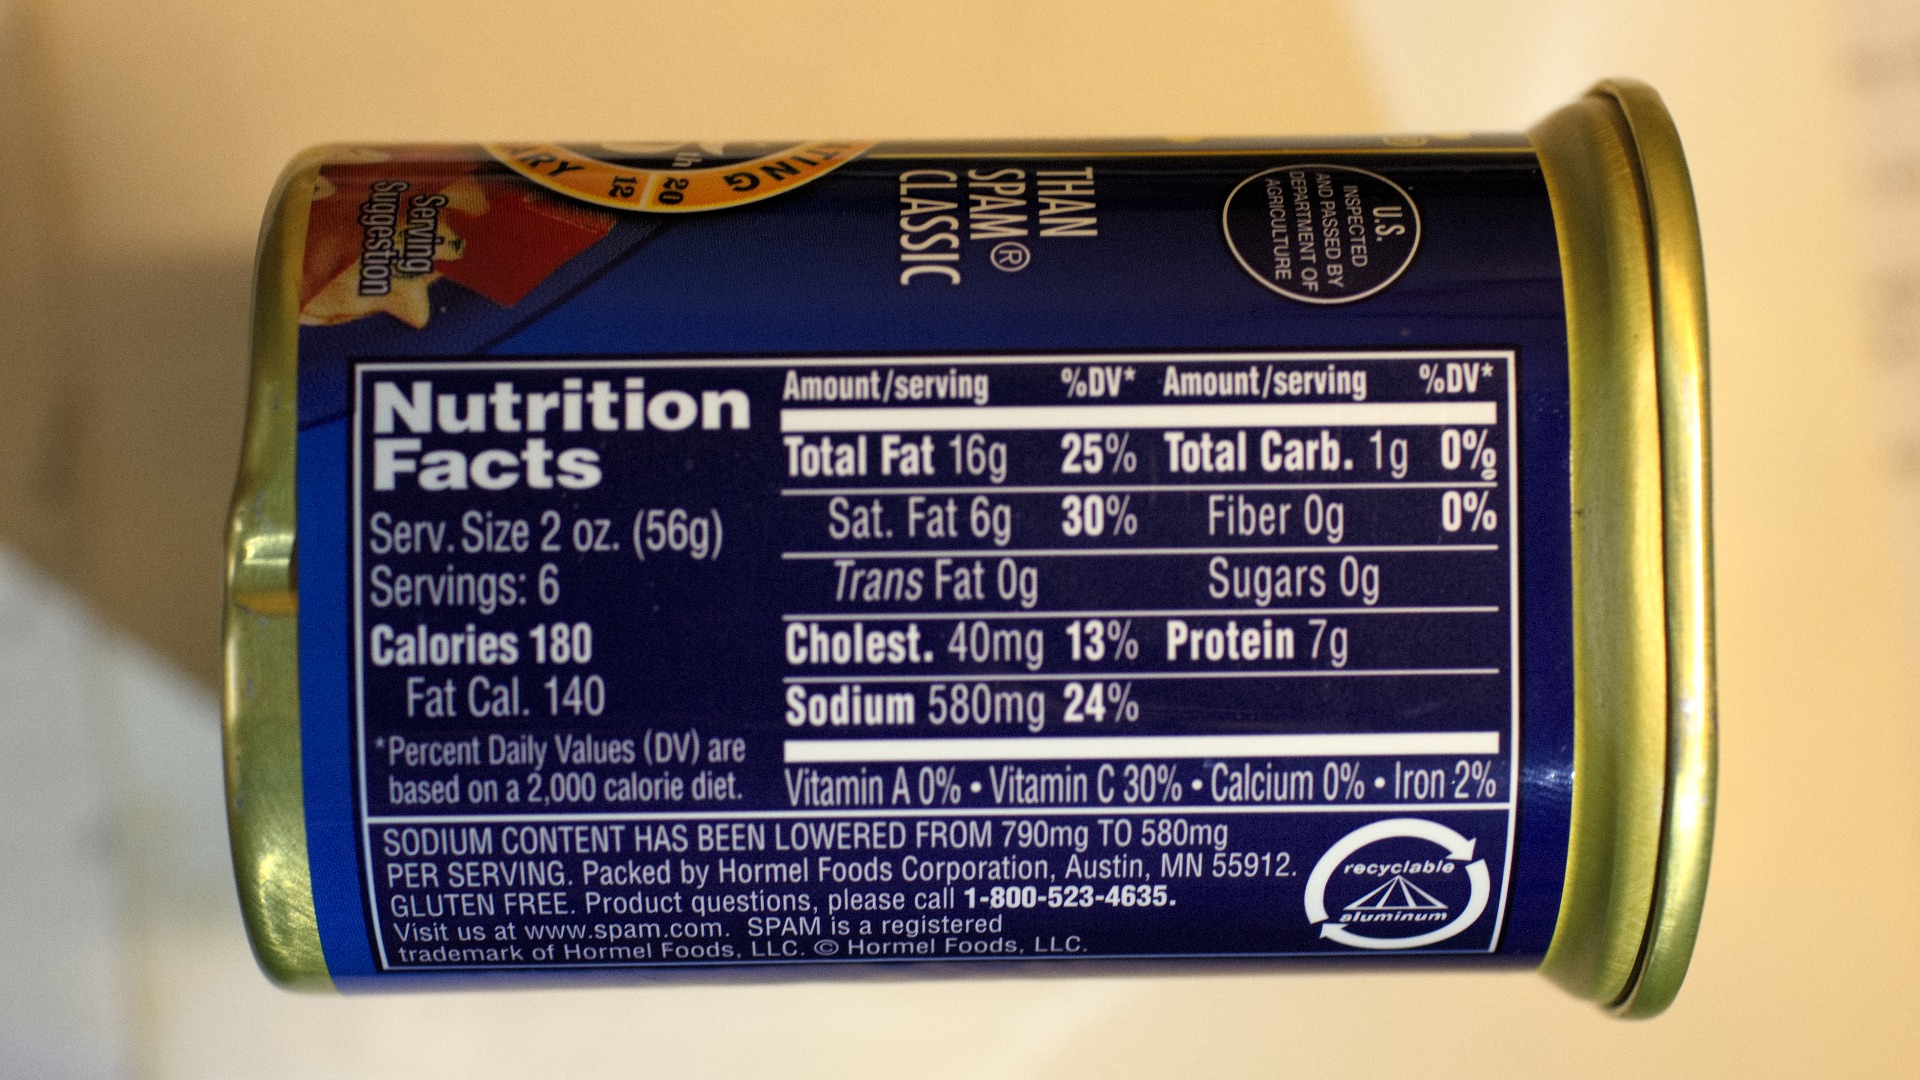 Serving
Suggestion
ARY
20 12
th
TING
THAN
SPAM®
CLASSIC
U.S.
INSPECTED
AND PASSED BY
DEPARTMENT OF
AGRICULTURE
Nutrition
Facts
Serv. Size 2 oz. (56g)
Servings: 6
Calories 180
Fat Cal. 140
*Percent Daily Values (DV) are
based on a 2,000 calorie diet.
Amount/serving %DV* Amount/serving %DV*
Total Fat 16g 25% Total Carb. 1g 0%
Sat. Fat 6g 30% Fiber 0g 0%
Trans Fat 0g Sugars 0g
Cholest. 40mg 13% Protein 7g
Sodium 580mg 24%
Vitamin A 0% • Vitamin C 30% • Calcium 0% • Iron 2%
SODIUM CONTENT HAS BEEN LOWERED FROM 790mg TO 580mg
PER SERVING. Packed by Hormel Foods Corporation, Austin, MN 55912.
GLUTEN FREE. Product questions, please call 1-800-523-4635.
Visit us at www.spam.com. SPAM is a registered
trademark of Hormel Foods, LLC. © Hormel Foods, LLC.
recyclable
aluminum